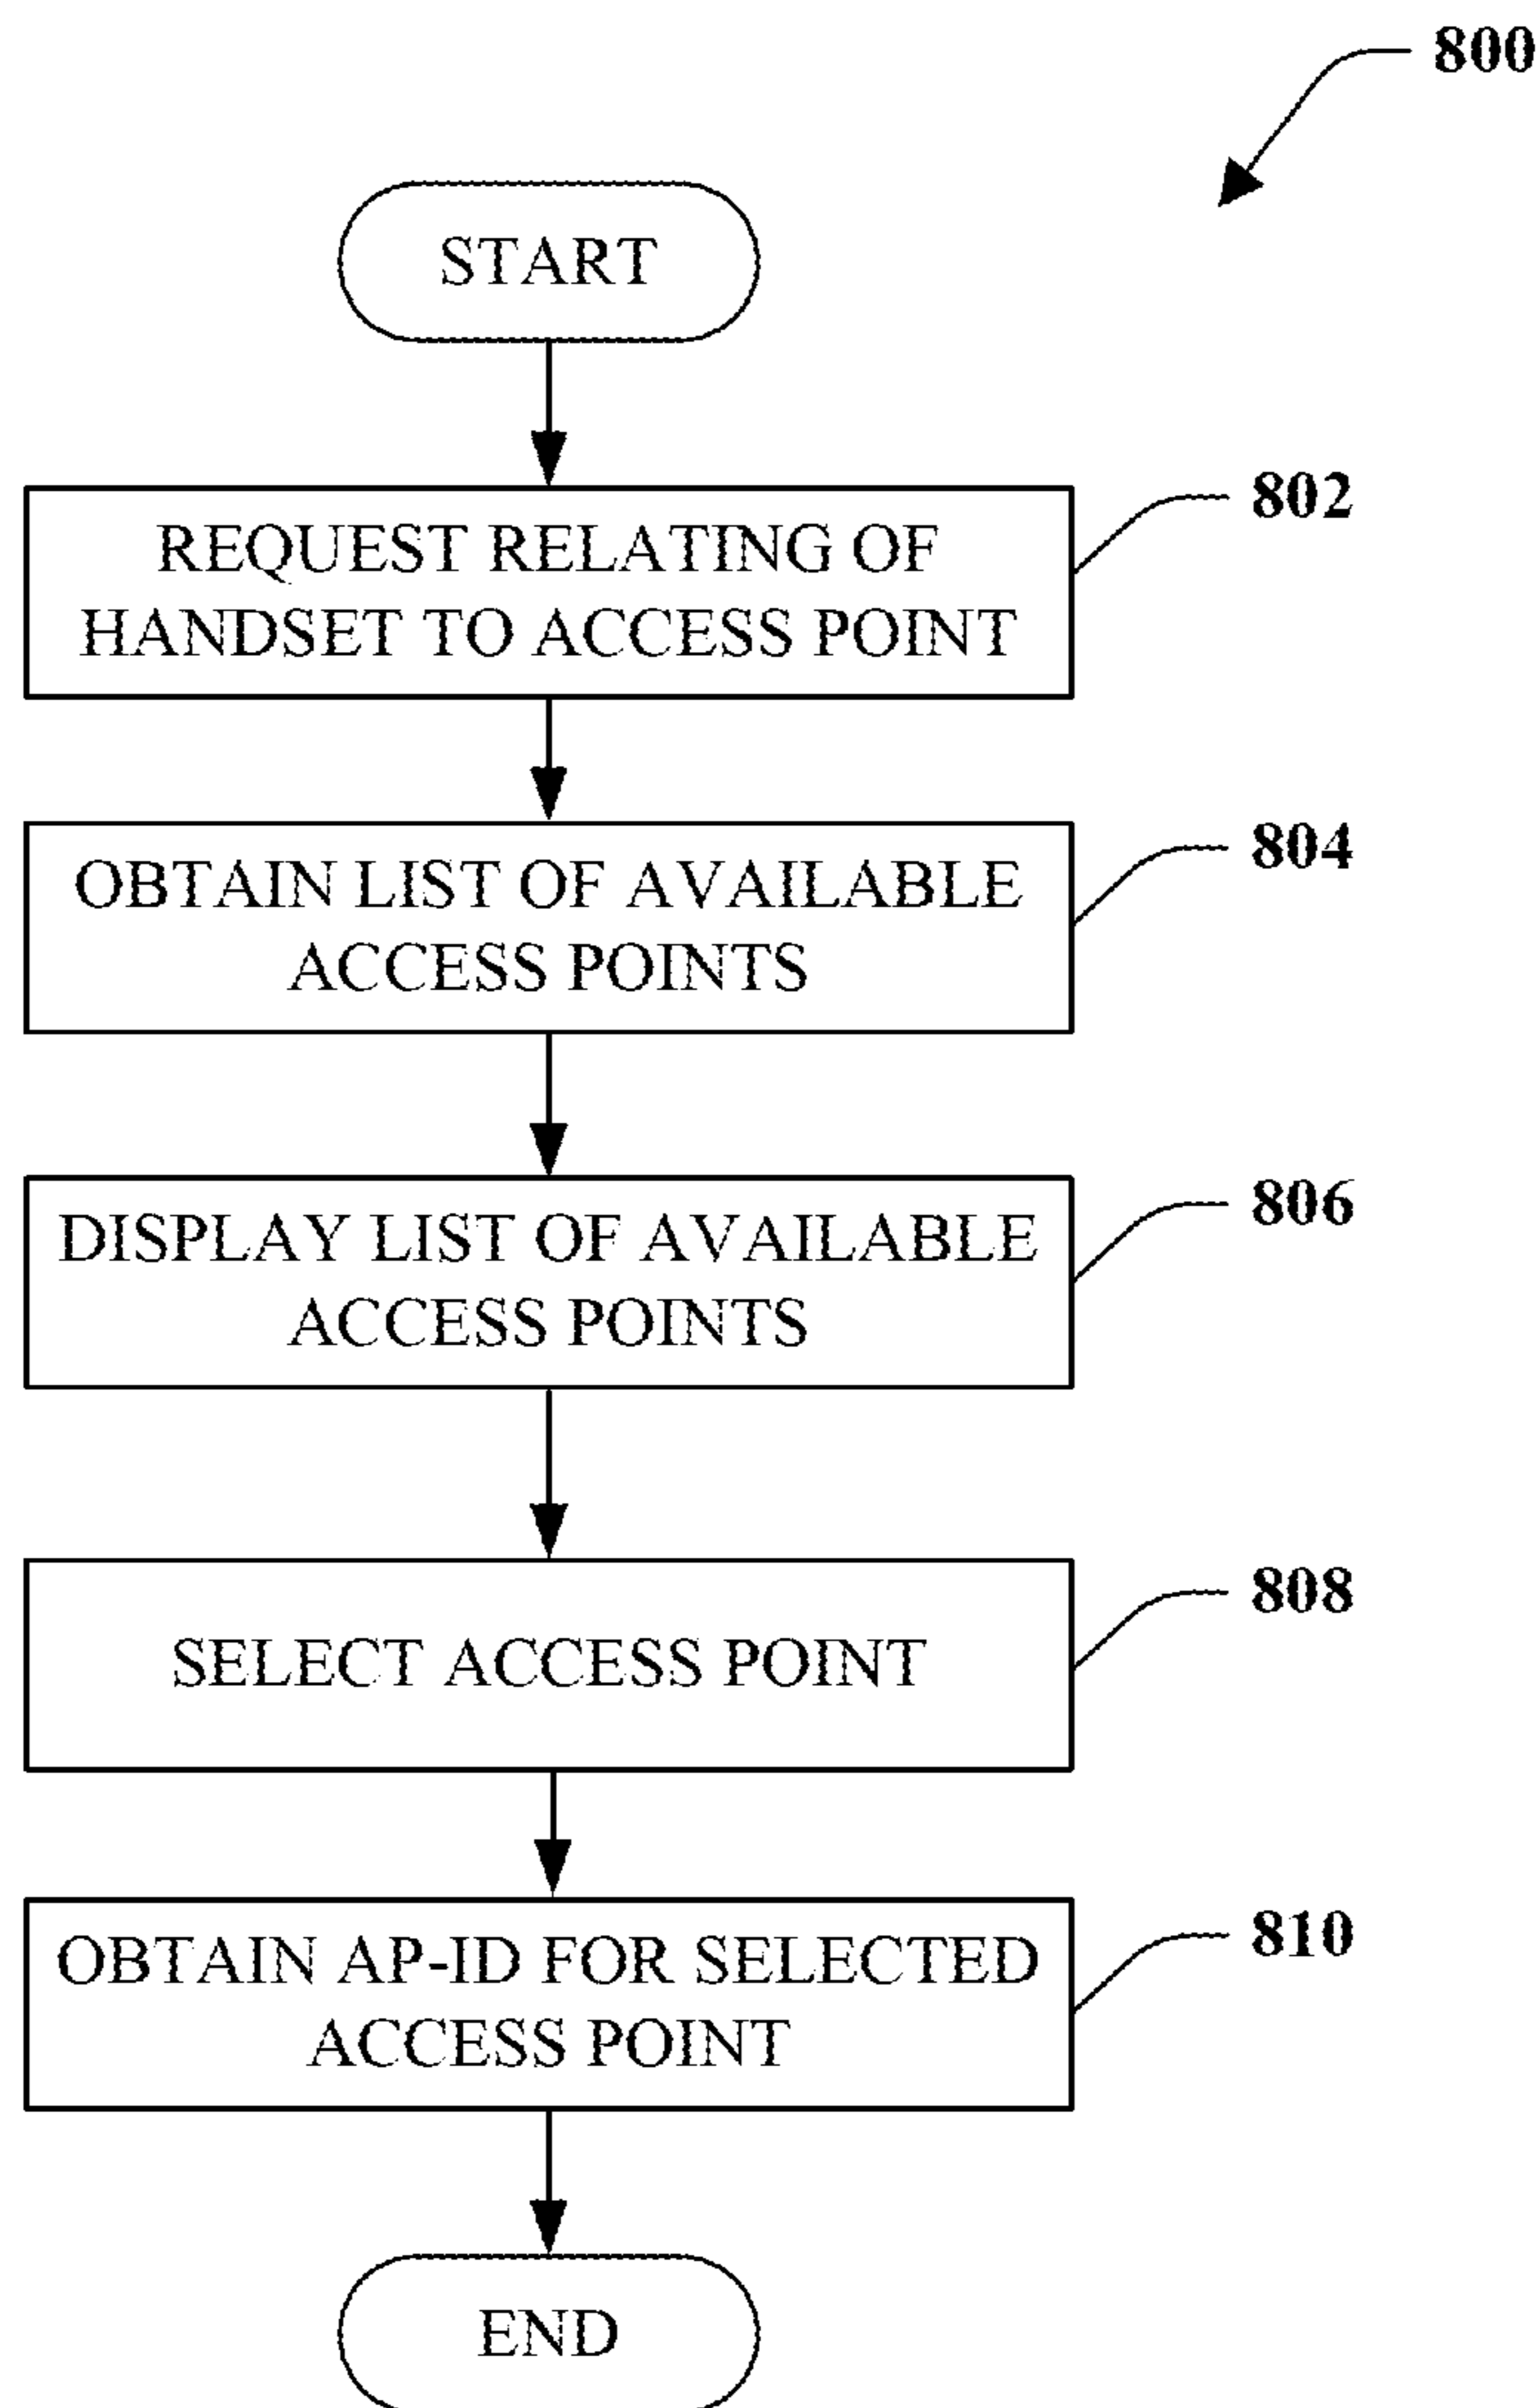 800
START
REQUEST RELATING OF
HANDSET TO ACCESS POINT
802
OBTAIN LIST OF AVAILABLE
ACCESS POINTS
804
DISPLAY LIST OF AVAILABLE
ACCESS POINTS
806
SELECT ACCESS POINT
808
OBTAIN AP-ID FOR SELECTED
ACCESS POINT
810
END